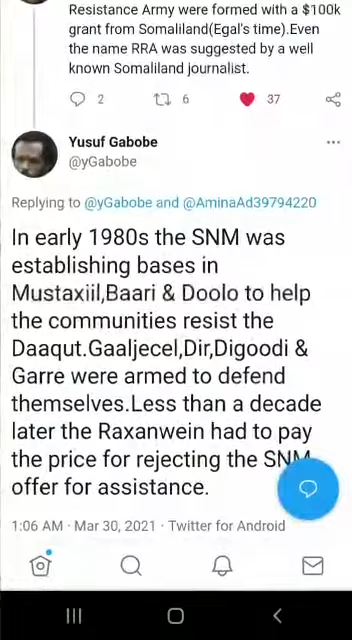 Resistance Army were formed with a $100k
grant from Somaliland(Egal's time).Even
the name RRA was suggested by a well
known Somaliland journalist.
2
6
37
Yusuf Gabobe
@yGabobe
Replying to @yGabobe and @AminaAd39794220
In early 1980s the SNM was
establishing bases in
Mustaxiil,Baari & Doolo to help
the communities resist the
Daaqut.Gaaljecel,Dir,Digoodi &
Garre were armed to defend
themselves.Less than a decade
later the Raxanwein had to pay
the price for rejecting the SNM
offer for assistance.
1:06 AM · Mar 30, 2021 · Twitter for Android